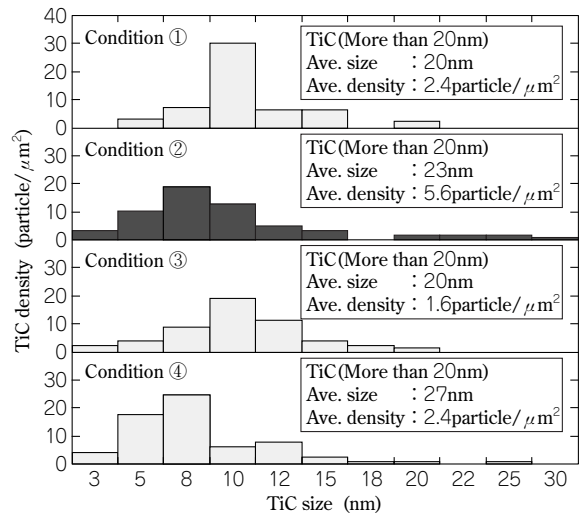 TiC density (particle/μm²)
40
30
20
10
0
Condition ①
TiC(More than 20nm)
Ave. size : 20nm
Ave. density : 2.4particle/μm²
30
20
10
0
Condition ②
TiC(More than 20nm)
Ave. size : 23nm
Ave. density : 5.6particle/μm²
30
20
10
0
Condition ③
TiC(More than 20nm)
Ave. size : 20nm
Ave. density : 1.6particle/μm²
30
20
10
0
Condition ④
TiC(More than 20nm)
Ave. size : 27nm
Ave. density : 2.4particle/μm²
3 5 8 10 12 15 18 20 22 25 30
TiC size (nm)